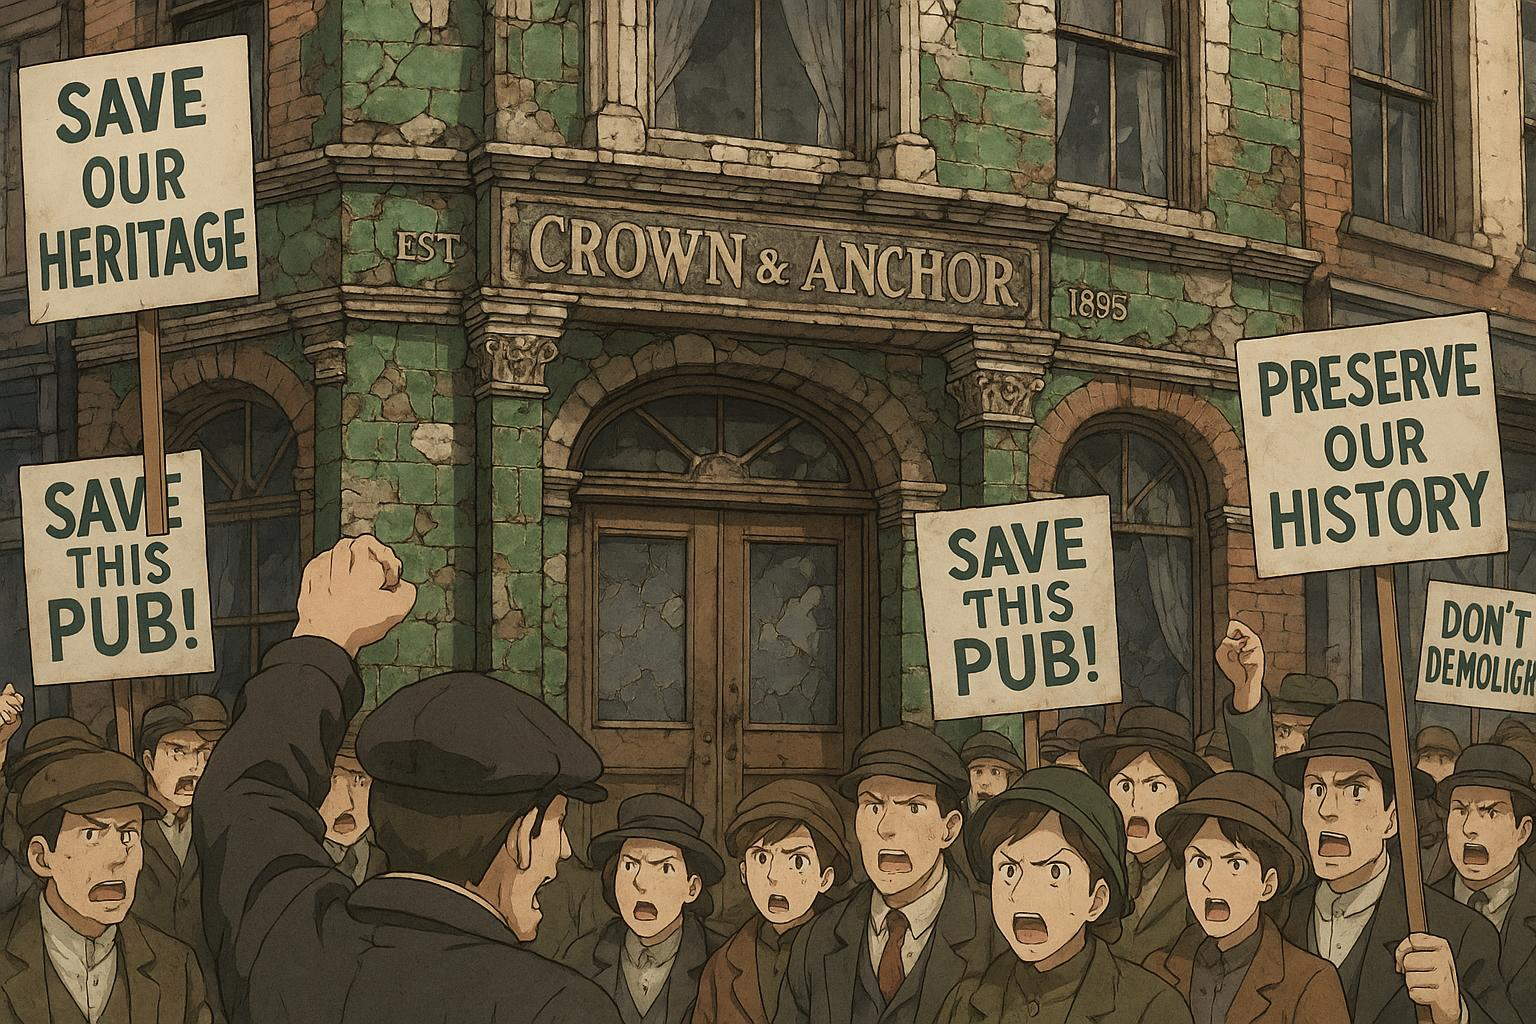 SAVE
OUR
HERITAGE
EST
CROWN & ANCHOR
1895
PRESERVE
OUR
HISTORY
SAVE
THIS
PUB!
SAVE
THIS
PUB!
DON'T
DEMOLIGH